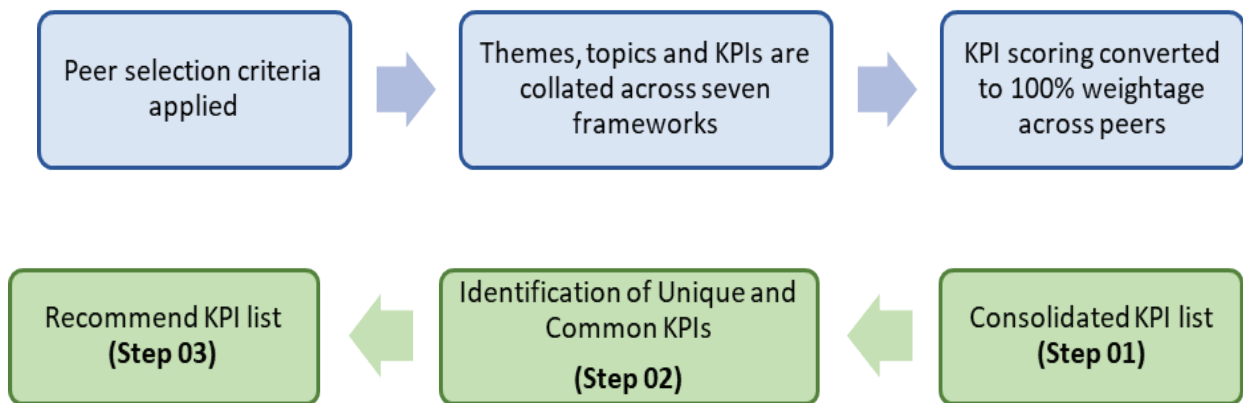 Peer selection criteria
applied
Themes, topics and KPIs are
collated across seven
frameworks
KPI scoring converted
to 100% weightage
across peers
Recommend KPI list
(Step 03)
Identification of Unique and
Common KPIs
(Step 02)
Consolidated KPI list
(Step 01)